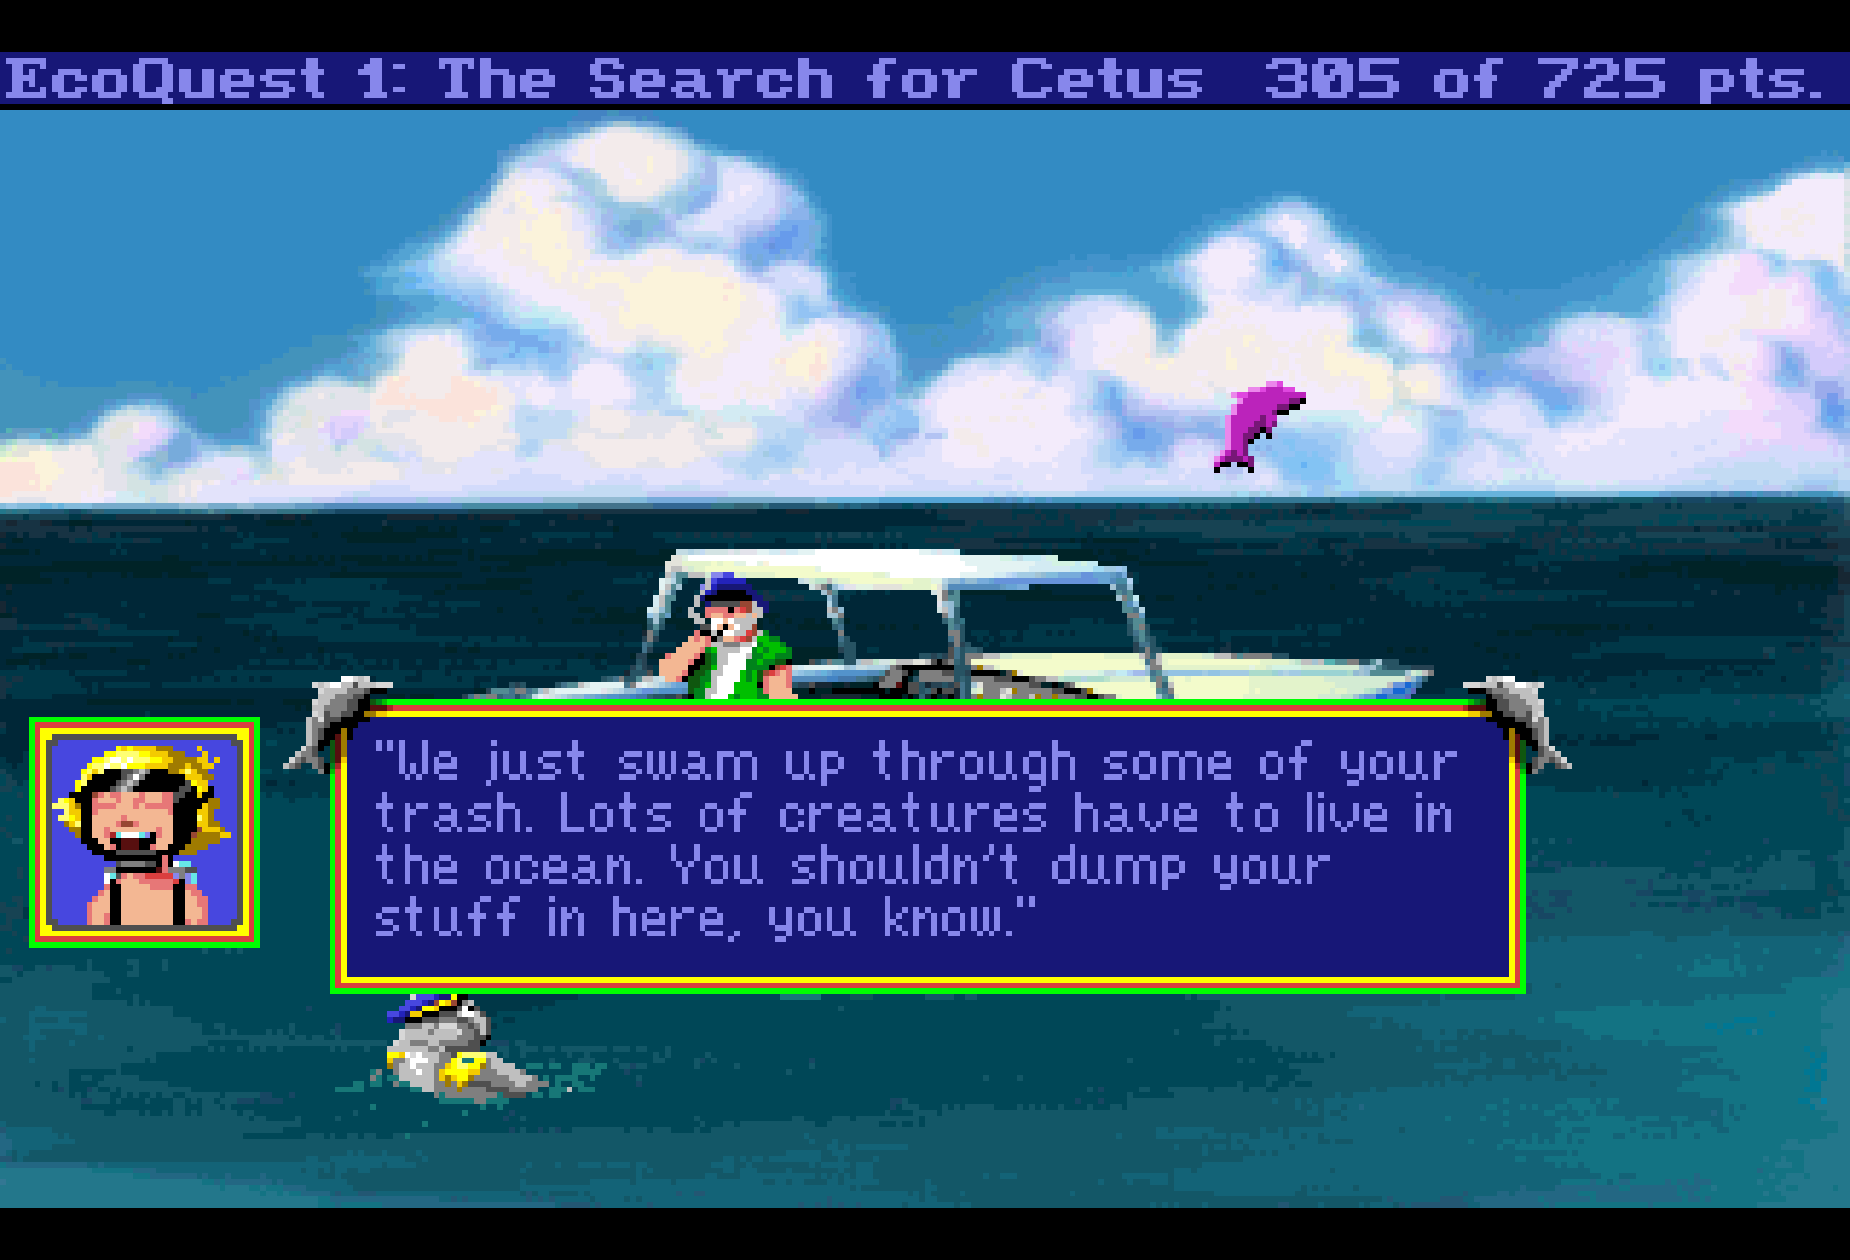 EcoQuest 1: The Search for Cetus 305 of 725 pts.
"We just swam up through some of your
trash. Lots of creatures have to live in
the ocean. You shouldn't dump your
stuff in here, you know."